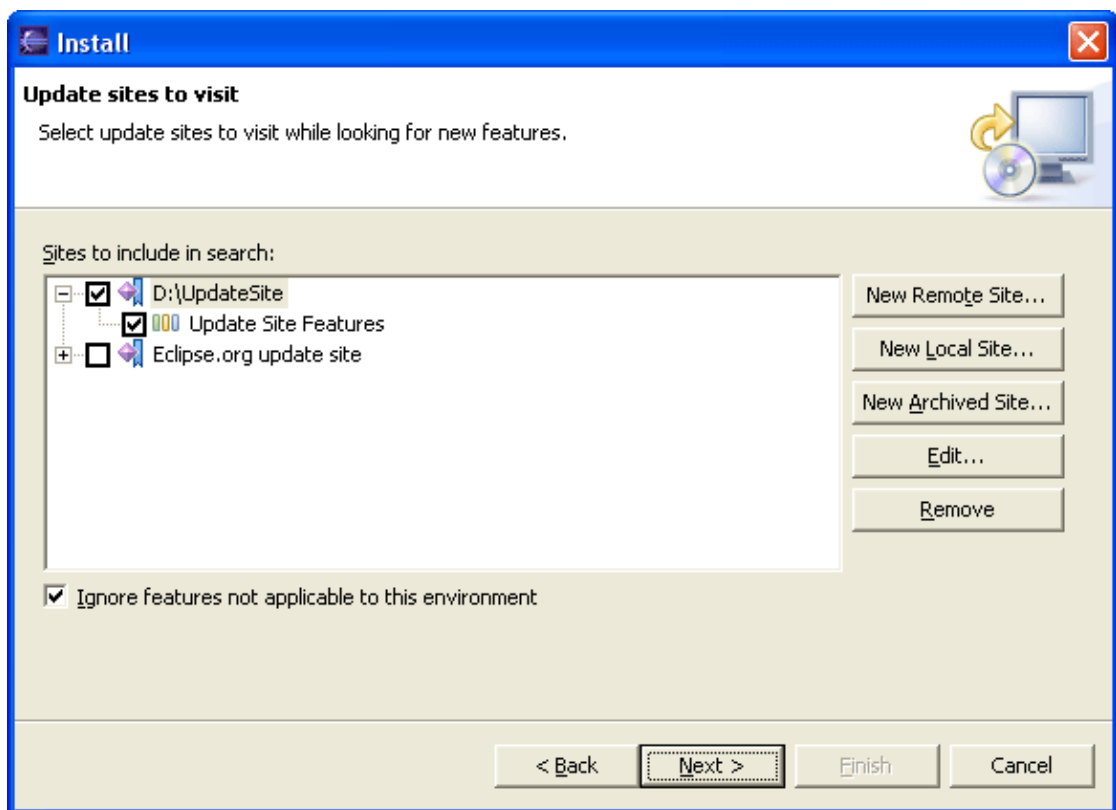 Install
Update sites to visit
Select update sites to visit while looking for new features.
Sites to include in search:
D:\UpdateSite
Update Site Features
Eclipse.org update site
New Remote Site...
New Local Site...
New Archived Site...
Edit...
Remove
Ignore features not applicable to this environment
< Back
Next >
Finish
Cancel